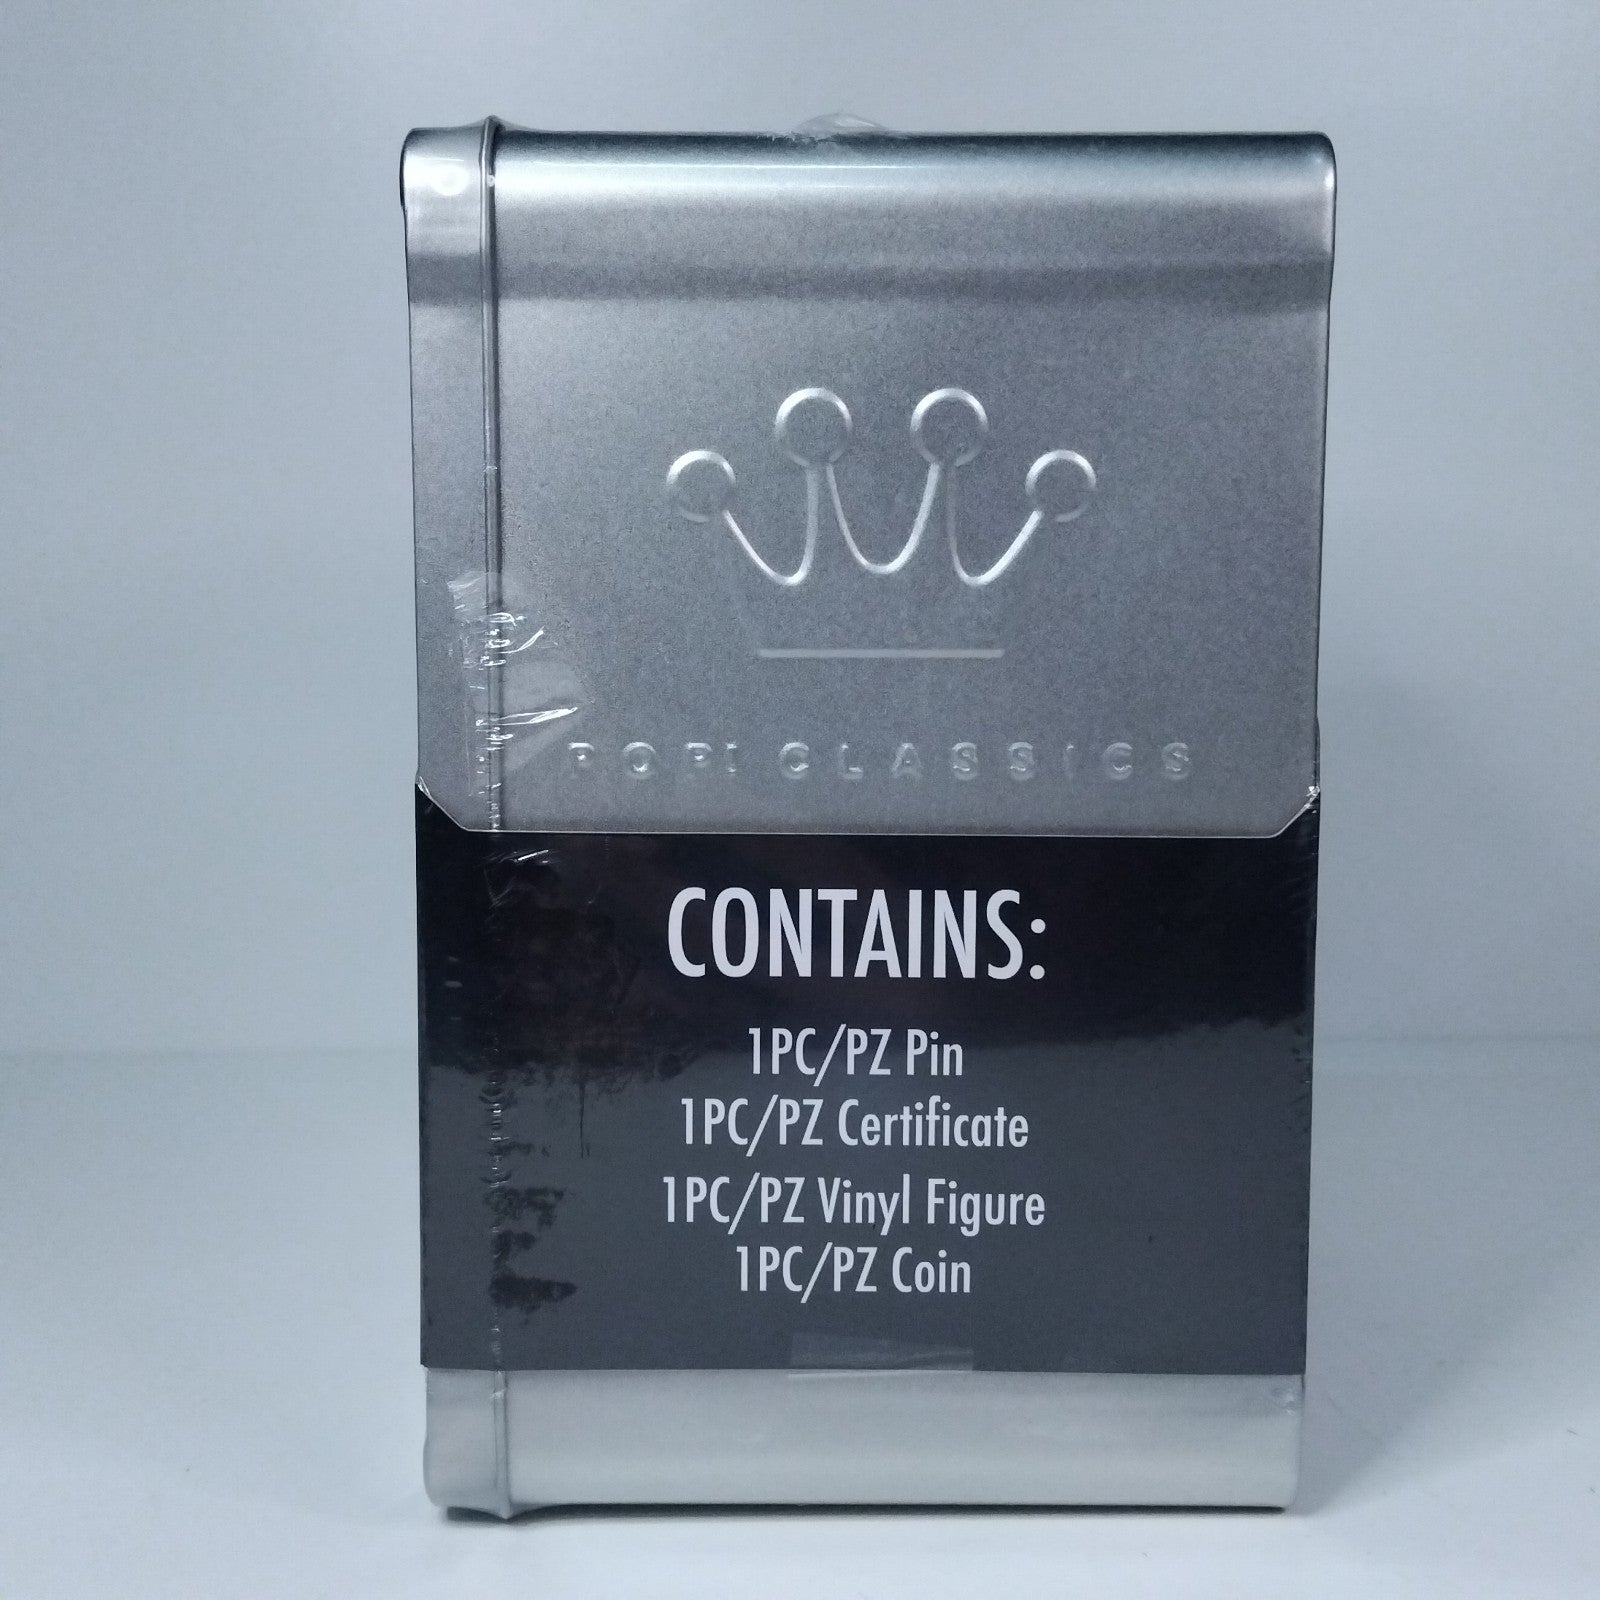 POP! CLASSICS
CONTAINS:
1PC/PZ Pin
1PC/PZ Certificate
1PC/PZ Vinyl Figure
1PC/PZ Coin